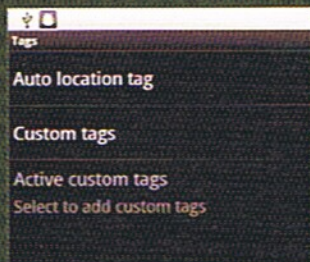 Tags
Auto location tag
Custom tags
Active custom tags
Select to add custom tags